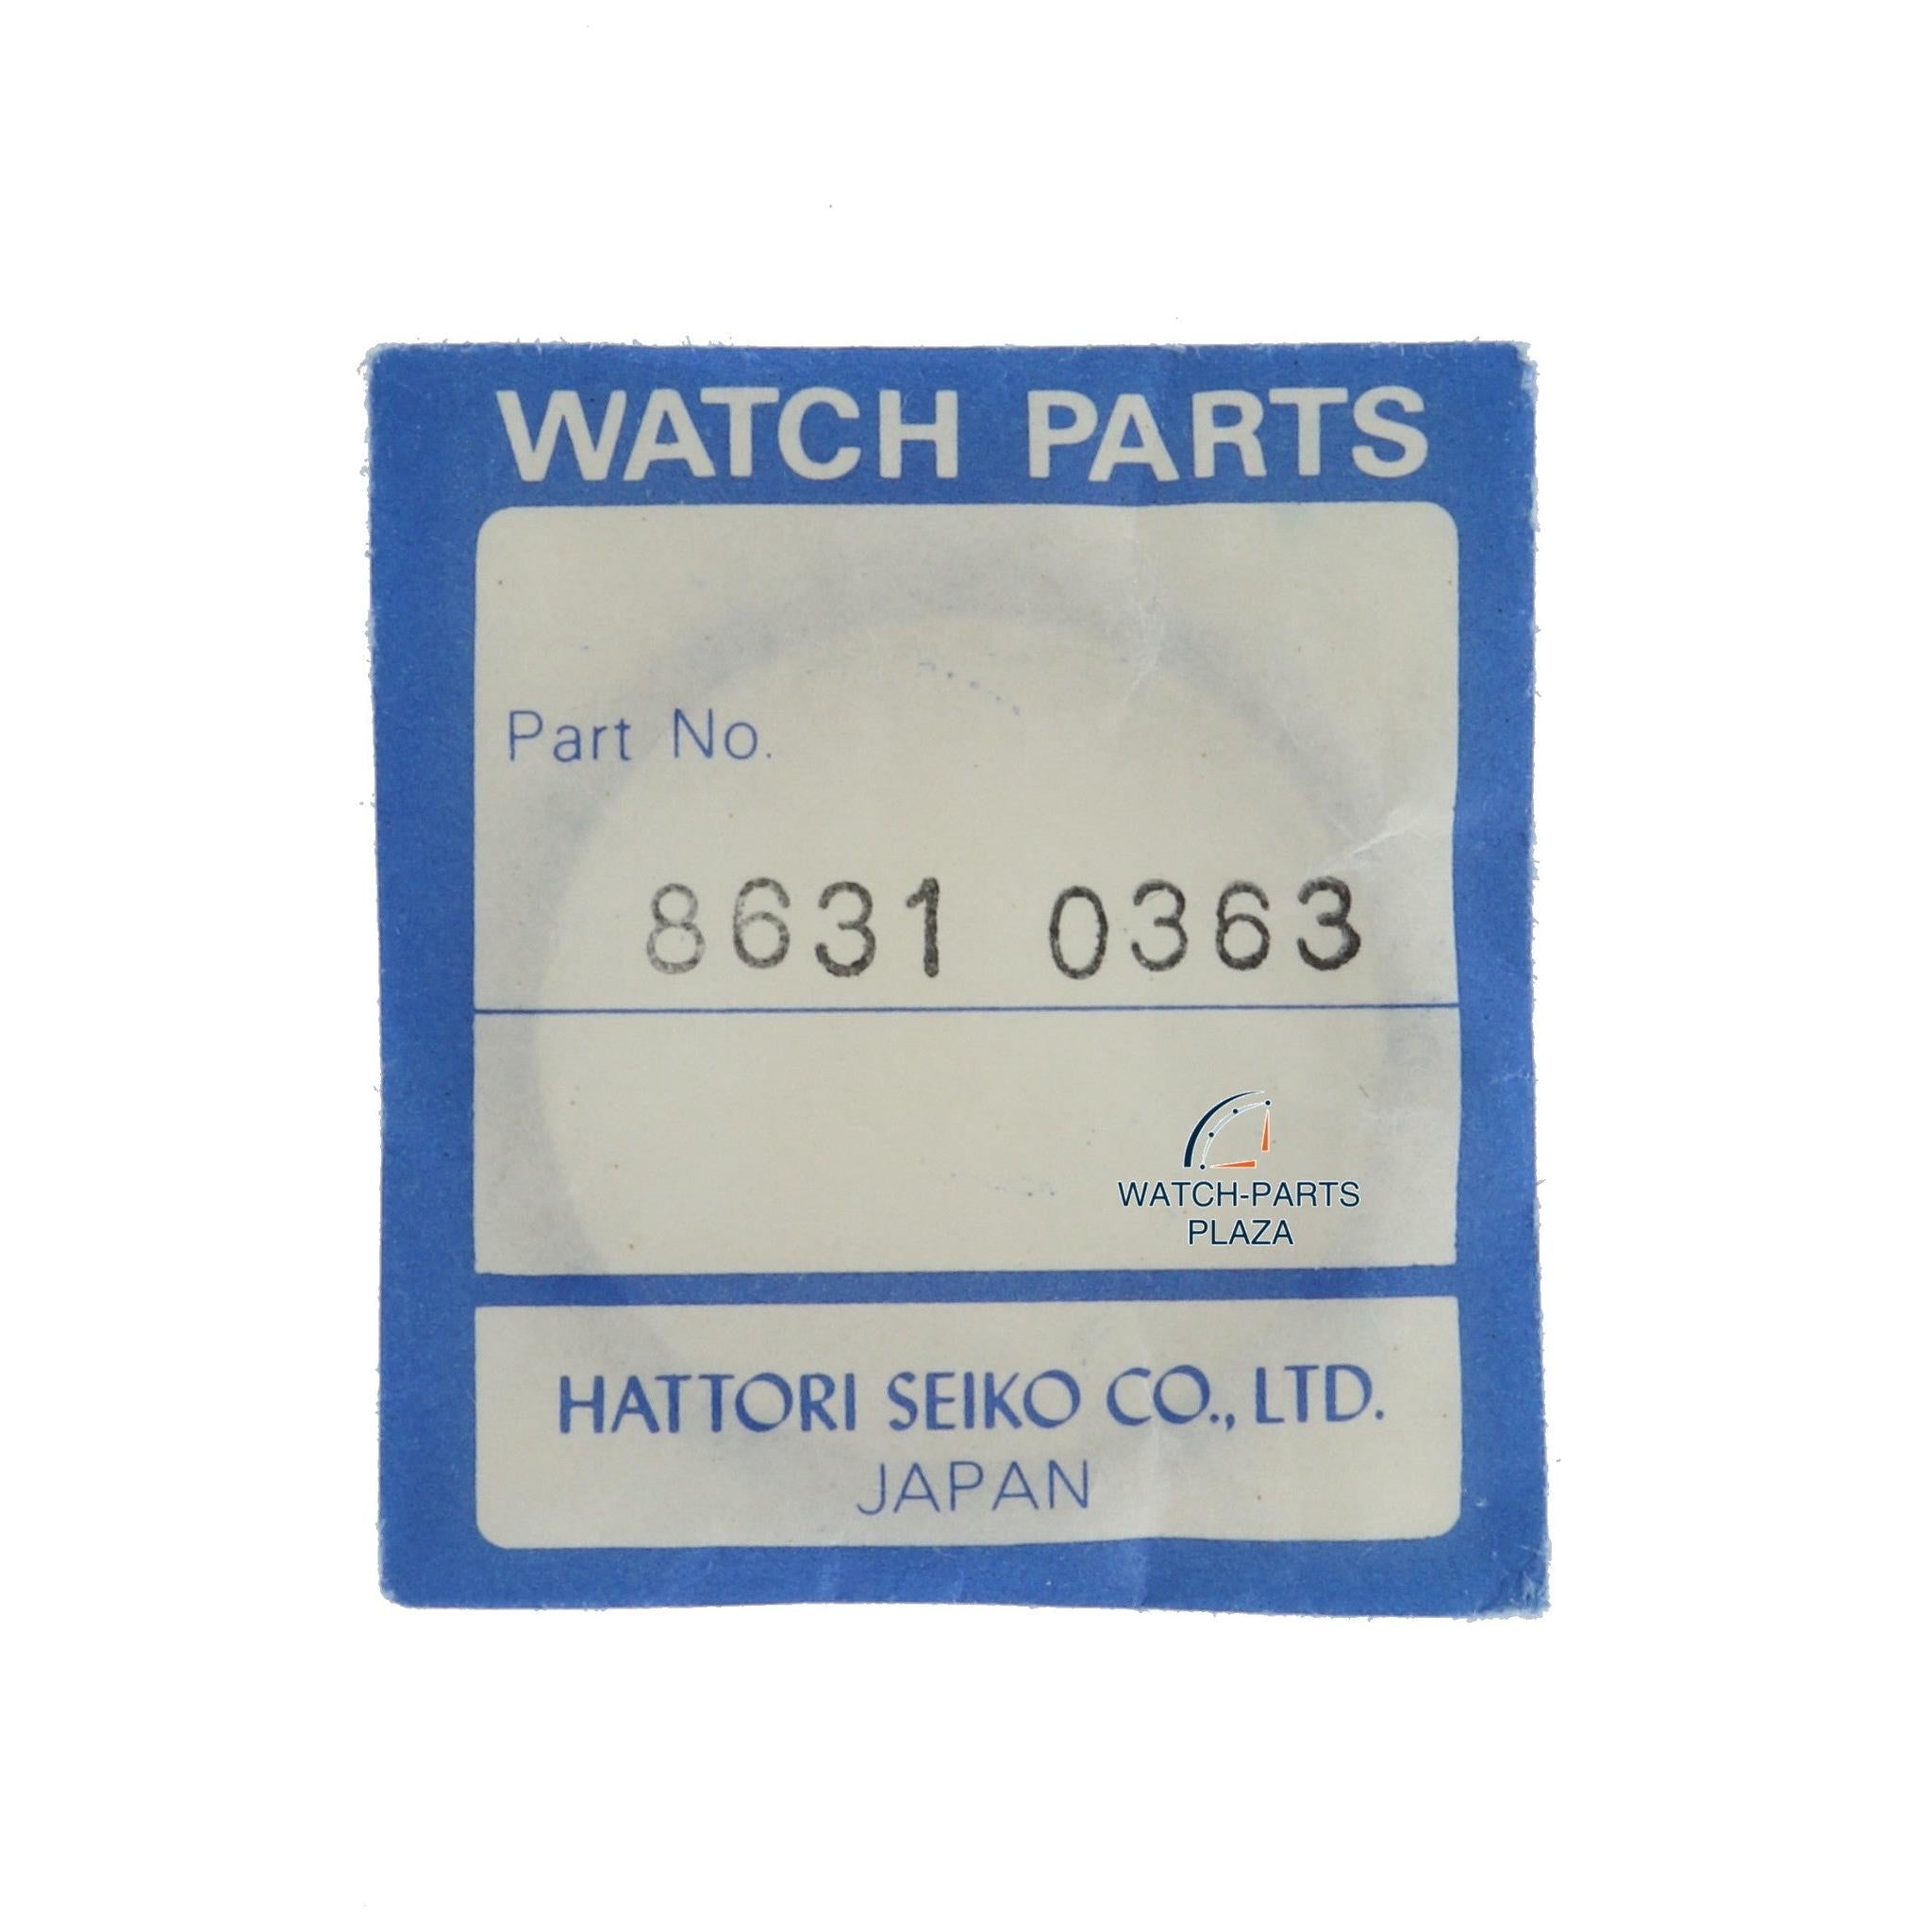 WATCH PARTS
Part No.
8631 0363
WATCH-PARTS
PLAZA
HATTORI SEIKO CO., LTD.
JAPAN